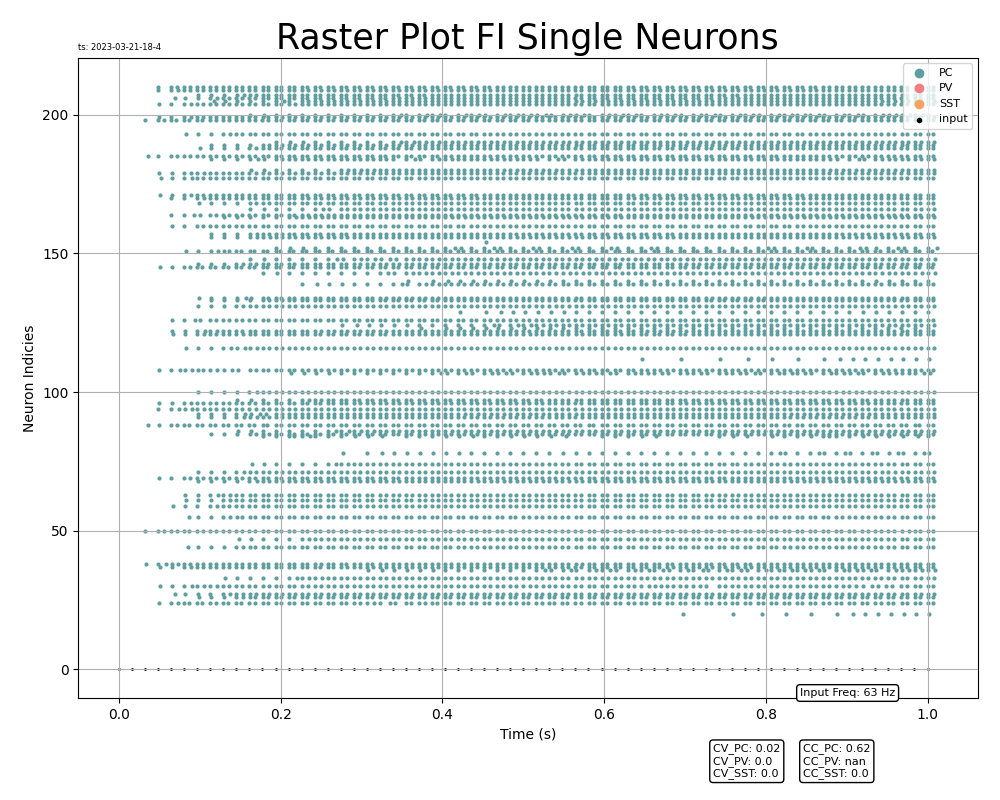 Raster Plot FI Single Neurons
ts: 2023-03-21-18-4
PC
PV
SST
input
200
150
100
50
0
Neuron Indicies
0.0 0.2 0.4 0.6 0.8 1.0
Time (s)
Input Freq: 63 Hz
CV_PC: 0.02
CV_PV: 0.0
CV_SST: 0.0
CC_PC: 0.62
CC_PV: nan
CC_SST: 0.0